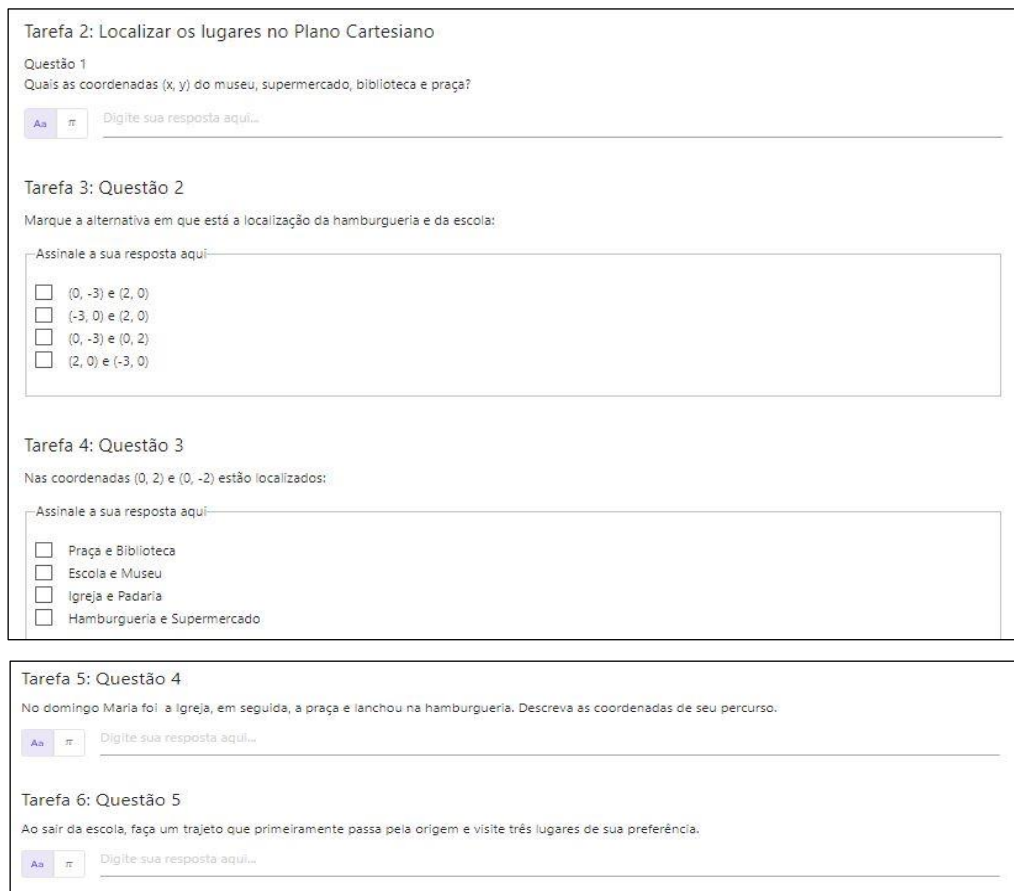 Tarefa 2: Localizar os lugares no Plano Cartesiano
Questão 1
Quais as coordenadas (x, y) do museu, supermercado, biblioteca e praça?
Aa π Digite sua resposta aqui...
Tarefa 3: Questão 2
Marque a alternativa em que está a localização da hamburgueria e da escola:
Assinale a sua resposta aqui
(0, -3) e (2, 0)
(-3, 0) e (2, 0)
(0, -3) e (0, 2)
(2, 0) e (-3, 0)
Tarefa 4: Questão 3
Nas coordenadas (0, 2) e (0, -2) estão localizados:
Assinale a sua resposta aqui
Praça e Biblioteca
Escola e Museu
Igreja e Padaria
Hamburgueria e Supermercado
Tarefa 5: Questão 4
No domingo Maria foi a Igreja, em seguida, a praça e lanchou na hamburgueria. Descreva as coordenadas de seu percurso.
Aa π Digite sua resposta aqui...
Tarefa 6: Questão 5
Ao sair da escola, faça um trajeto que primeiramente passa pela origem e visite três lugares de sua preferência.
Aa π Digite sua resposta aqui...